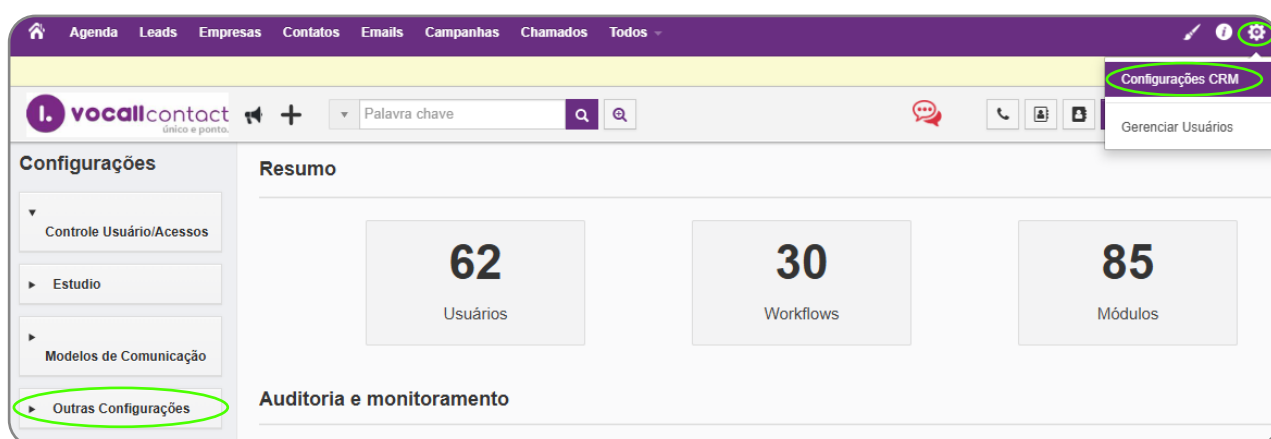 Agenda Leads Empresas Contatos Emails Campanhas Chamados Todos
Configurações CRM
Gerenciar Usuários
l. vocallcontact
único e ponto.
Palavra chave
Configurações
Controle Usuário/Acessos
Estudio
Modelos de Comunicação
Outras Configurações
Resumo
62 30 85
Usuários Workflows Módulos
Auditoria e monitoramento